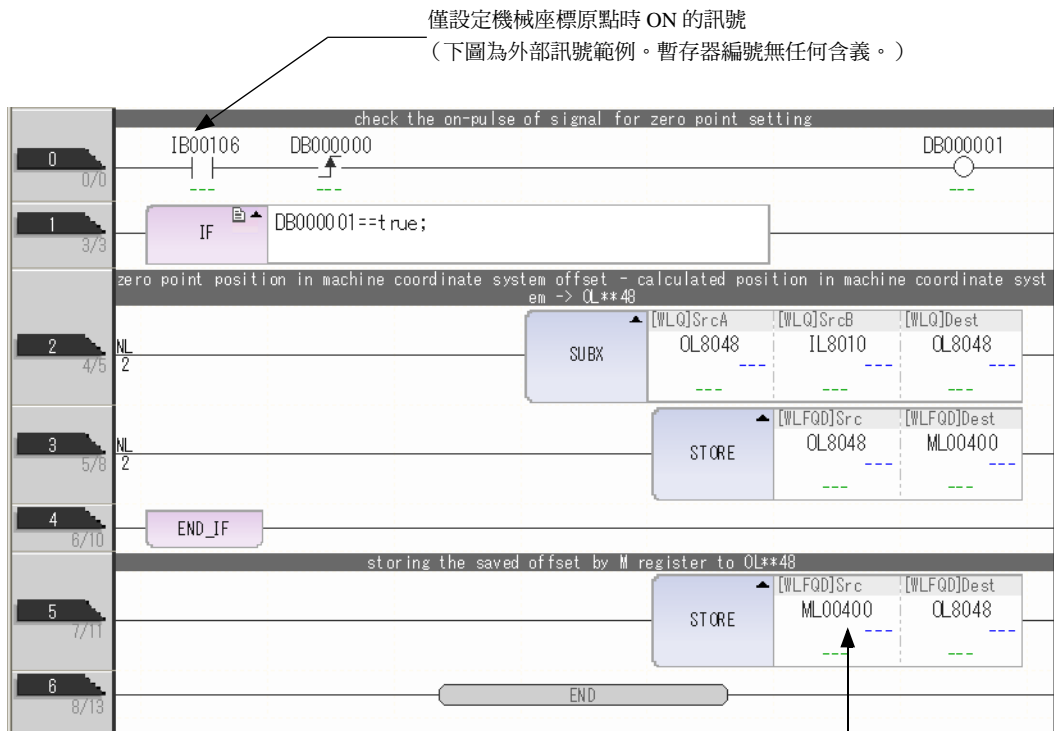 僅設定機械座標原點時 ON 的訊號
（下圖為外部訊號範例。暫存器編號無任何含義。）
check the on-pulse of signal for zero point setting
0
0/0
IB00106
DB000000
DB000001
---
---
---
1
3/3
IF
DB000001==true;
zero point position in machine coordinate system offset - calculated position in machine coordinate syst
em -> OL**48
2
4/5
NL
2
SUBX
[WLQ]SrcA
[WLQ]SrcB
[WLQ]Dest
OL8048
IL8010
OL8048
---
---
---
---
---
---
3
5/8
NL
2
STORE
[WLFQD]Src
[WLFQD]Dest
OL8048
ML00400
---
---
---
---
4
6/10
END_IF
storing the saved offset by M register to OL**48
5
7/11
STORE
[WLFQD]Src
[WLFQD]Dest
ML00400
OL8048
---
---
---
---
6
8/13
END